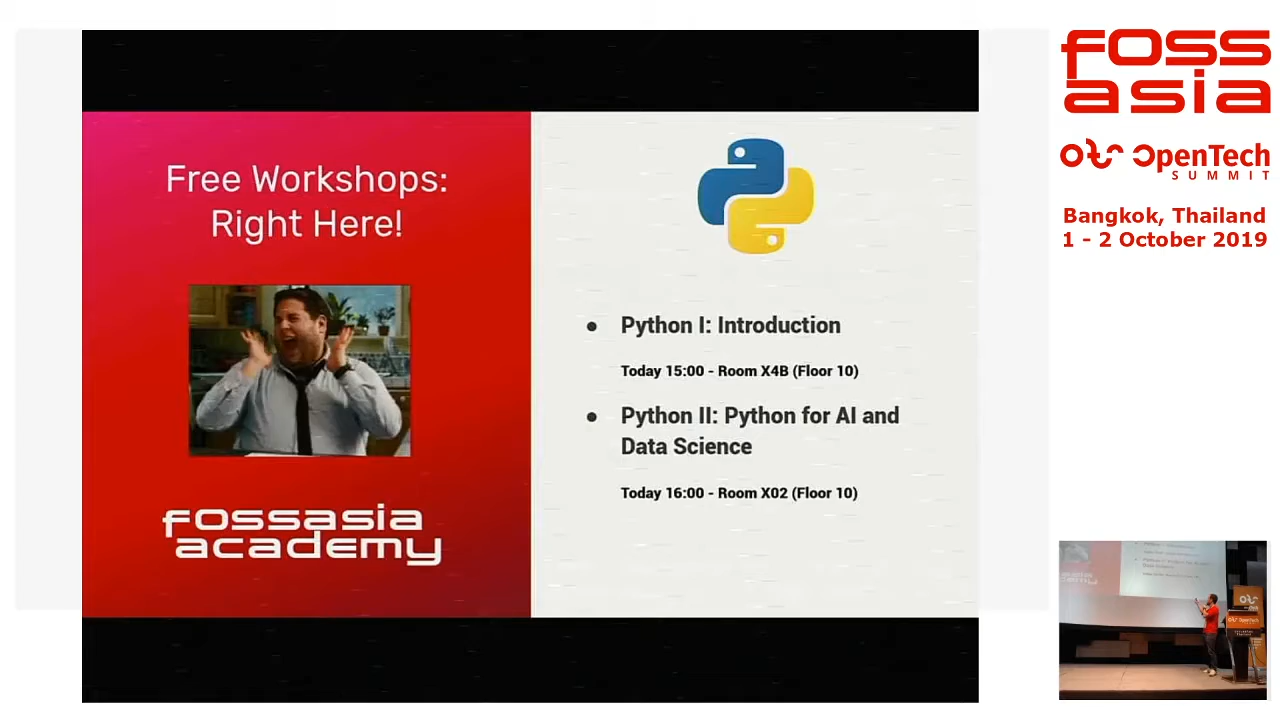 Free Workshops:
Right Here!
fossasia
academy
Python I: Introduction
Today 15:00 - Room X4B (Floor 10)
Python II: Python for AI and
Data Science
Today 16:00 - Room X02 (Floor 10)
foss
asia
OpenTech
SUMMIT
Bangkok, Thailand
1 - 2 October 2019